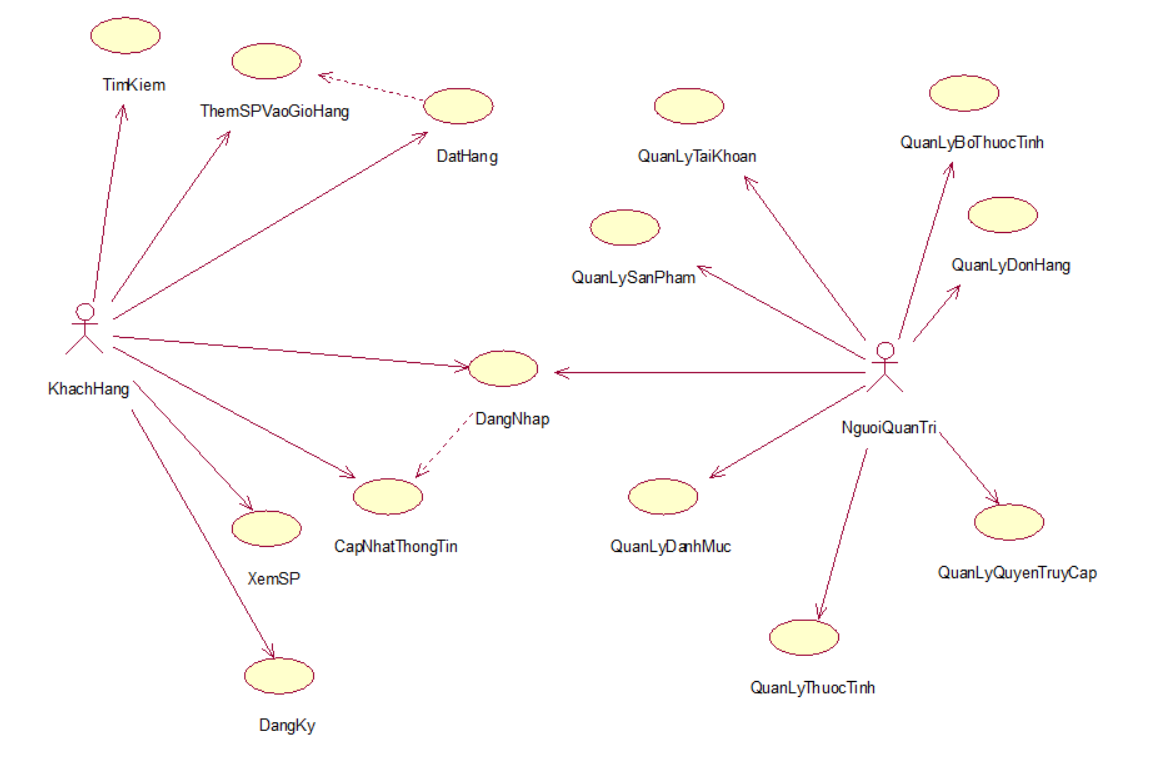 TimKiem
ThemSPVaoGioHang
DatHang
QuanLyTaiKhoan
QuanLyBoThuocTinh
QuanLySanPham
QuanLyDonHang
KhachHang
DangNhap
NguoiQuanTri
CapNhatThongTin
QuanLyDanhMuc
XemSP
QuanLyQuyenTruyCap
QuanLyThuocTinh
DangKy